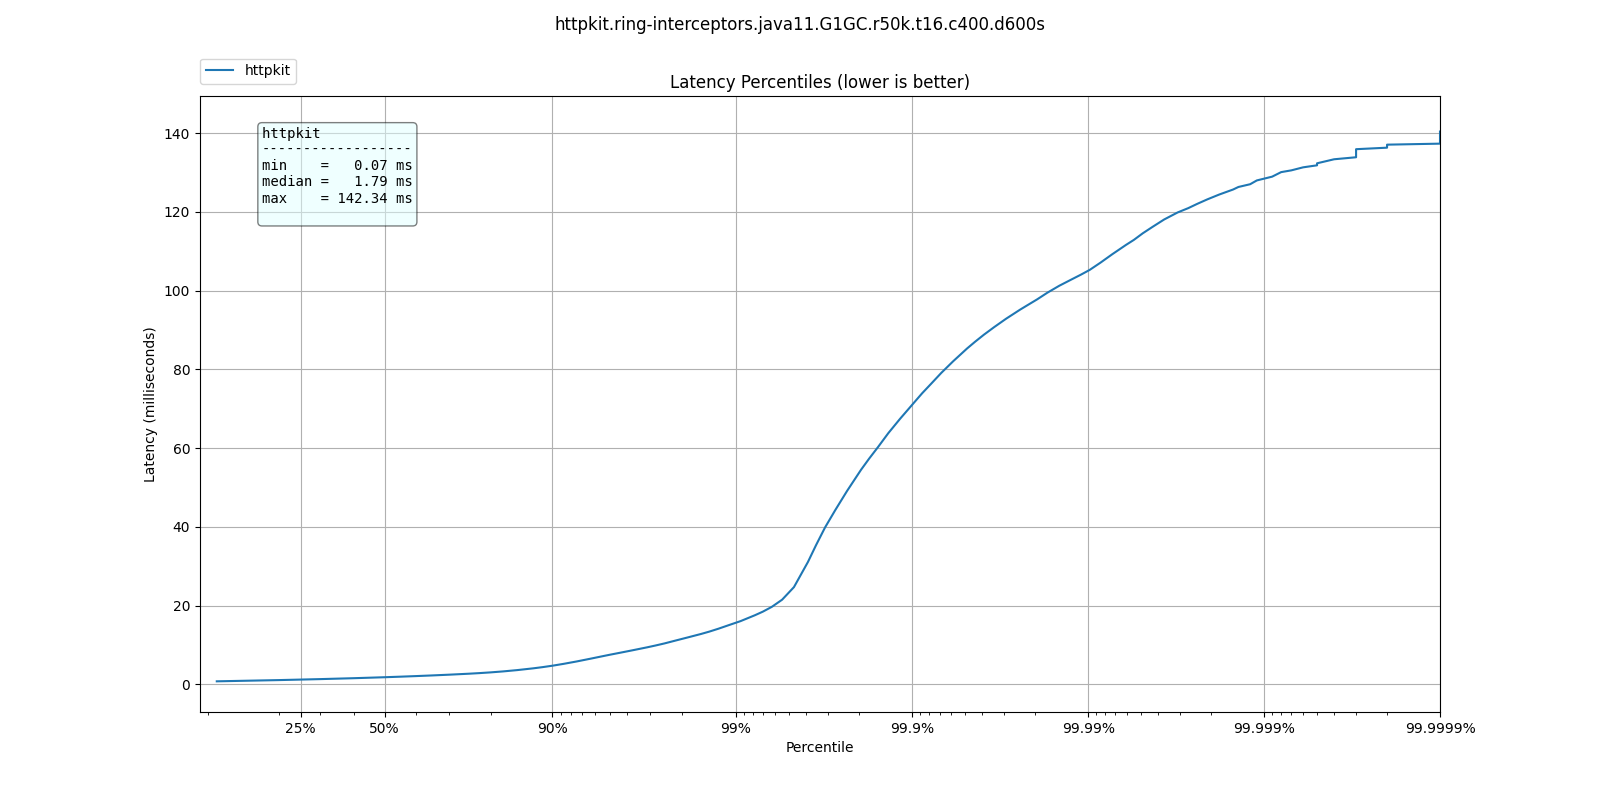 httpkit.ring-interceptors.java11.G1GC.r50k.t16.c400.d600s
httpkit
Latency Percentiles (lower is better)
httpkit
------------------
min    =   0.07 ms
median =   1.79 ms
max    = 142.34 ms
140
120
100
80
60
40
20
0
Latency (milliseconds)
25% 50% 90% 99% 99.9% 99.99% 99.999% 99.9999%
Percentile